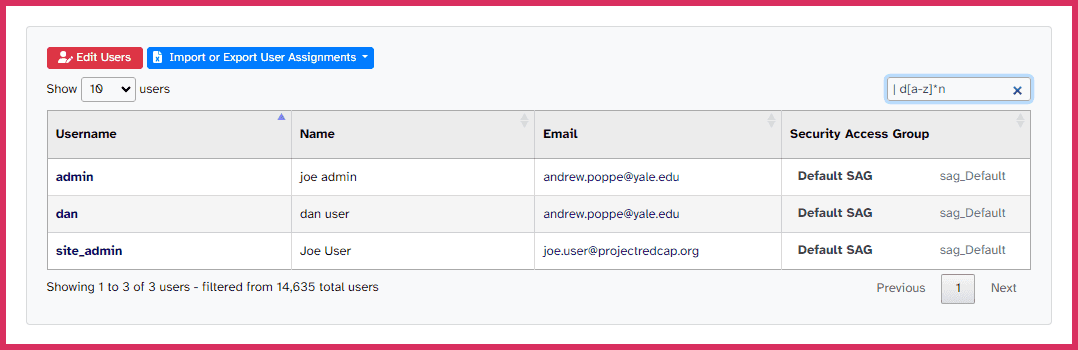 Edit Users Import or Export User Assignments
Show 10 users | d[a-z]*n ×
Username Name Email Security Access Group
admin joe admin andrew.poppe@yale.edu Default SAG sag_Default
dan dan user andrew.poppe@yale.edu Default SAG sag_Default
site_admin Joe User joe.user@projectredcap.org Default SAG sag_Default
Showing 1 to 3 of 3 users - filtered from 14,635 total users Previous 1 Next